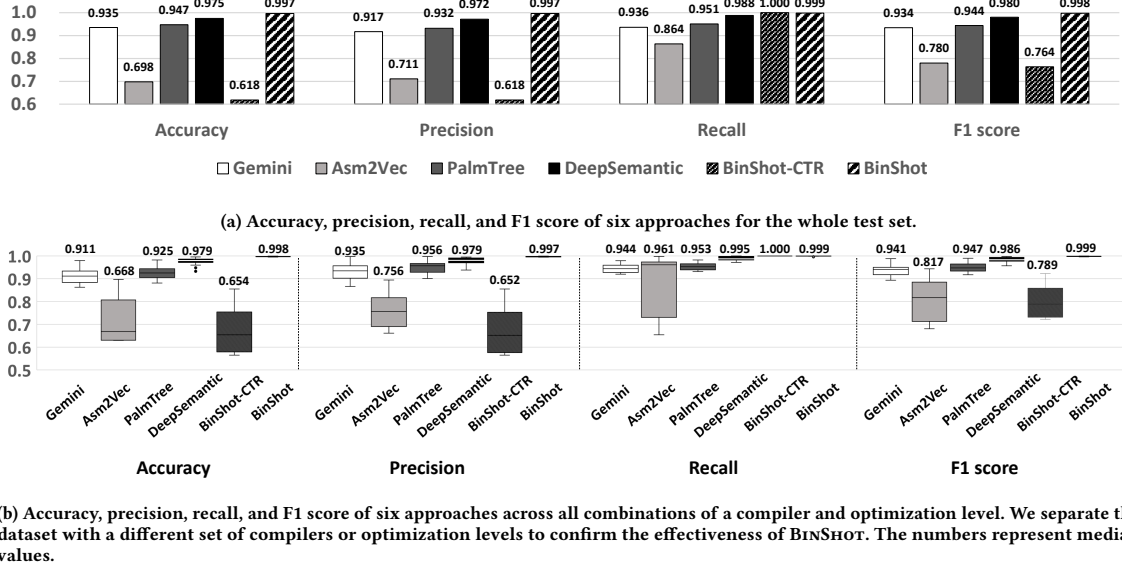 1.0
0.9
0.8
0.7
0.6
0.935 0.698 0.947 0.975 0.618 0.997
0.917 0.711 0.932 0.972 0.618 0.997
0.936 0.864 0.951 0.988 1.000 0.999
0.934 0.780 0.944 0.980 0.764 0.998
Accuracy Precision Recall F1 score
Gemini Asm2Vec PalmTree DeepSemantic BinShot-CTR BinShot
(a) Accuracy, precision, recall, and F1 score of six approaches for the whole test set.
1.0
0.9
0.8
0.7
0.6
0.5
0.911 0.668 0.925 0.979 0.654 0.998
0.935 0.756 0.956 0.979 0.652 0.997
0.944 0.961 0.953 0.995 1.000 0.999
0.941 0.817 0.947 0.986 0.789 0.999
Gemini Asm2Vec PalmTree DeepSemantic BinShot-CTR BinShot
Gemini Asm2Vec PalmTree DeepSemantic BinShot-CTR BinShot
Gemini Asm2Vec PalmTree DeepSemantic BinShot-CTR BinShot
Gemini Asm2Vec PalmTree DeepSemantic BinShot-CTR BinShot
Accuracy Precision Recall F1 score
(b) Accuracy, precision, recall, and F1 score of six approaches across all combinations of a compiler and optimization level. We separate
dataset with a different set of compilers or optimization levels to confirm the effectiveness of BINSHOT. The numbers represent
values.